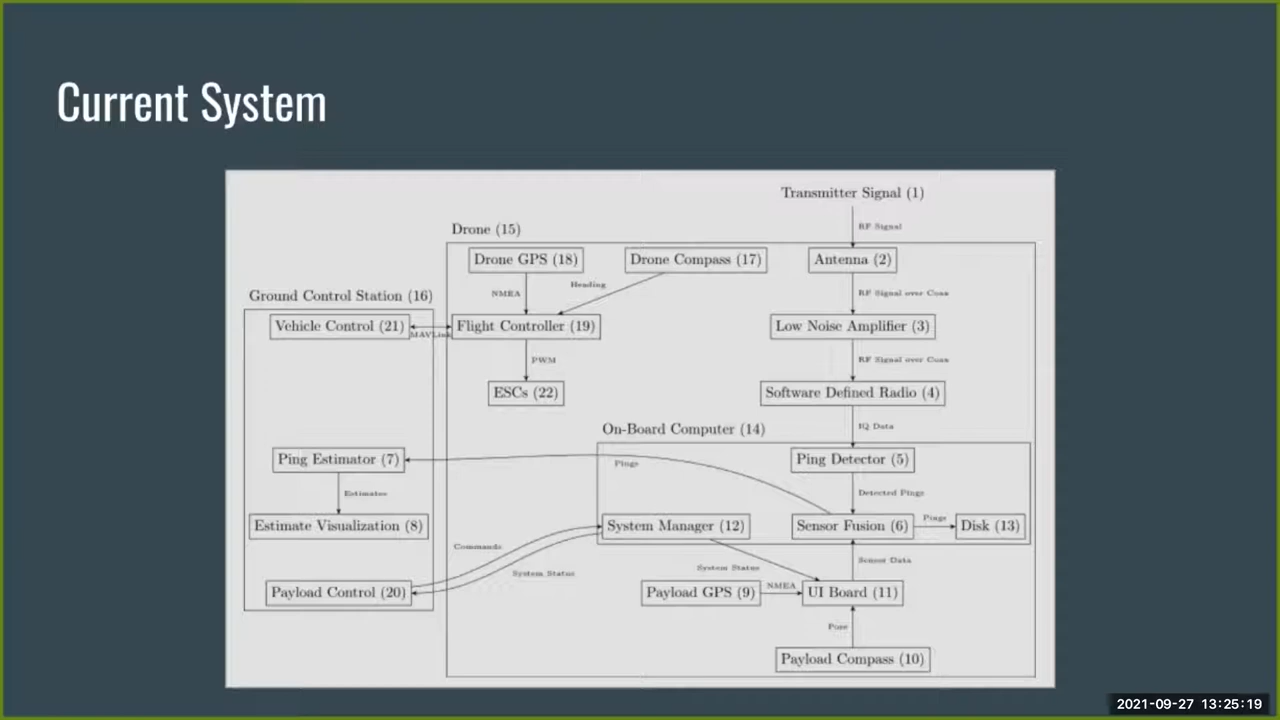 Current System
Transmitter Signal (1)
RF Signal
Drone (15)
Drone GPS (18)
Drone Compass (17)
Antenna (2)
NMEA
Heading
RF Signal over Coax
Ground Control Station (16)
Vehicle Control (21)
MAVLink
Flight Controller (19)
Low Noise Amplifier (3)
PWM
RF Signal over Coax
ESCs (22)
Software Defined Radio (4)
IQ Data
On-Board Computer (14)
Ping Estimator (7)
Pings
Ping Detector (5)
Estimates
Detected Pings
Estimate Visualization (8)
System Manager (12)
Sensor Fusion (6)
Pings
Disk (13)
Commands
System Status
System Status
Sensor Data
Payload Control (20)
Payload GPS (9)
NMEA
UI Board (11)
Pose
Payload Compass (10)
2021-09-27 13:25:19